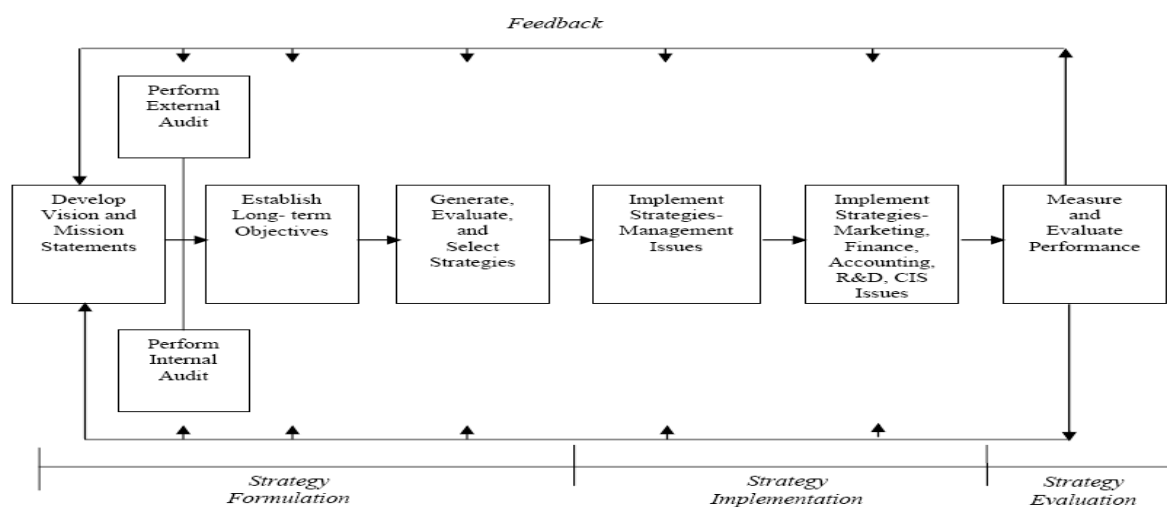 Feedback
Perform
External
Audit
Develop
Vision and
Mission
Statements
Establish
Long- term
Objectives
Generate,
Evaluate,
and
Select
Strategies
Implement
Strategies-
Management
Issues
Implement
Strategies-
Marketing,
Finance,
Accounting,
R&D, CIS
Issues
Measure
and
Evaluate
Performance
Perform
Internal
Audit
Strategy
Formulation
Strategy
Implementation
Strategy
Evaluation